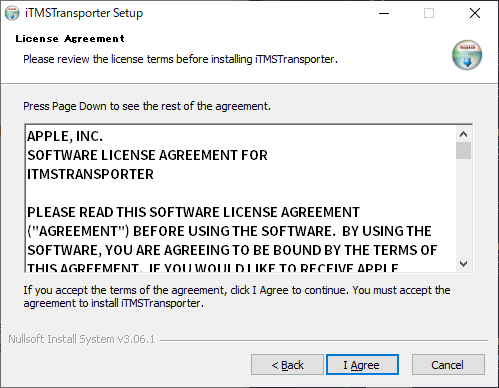 iTMSTransporter Setup
License Agreement
Please review the license terms before installing iTMSTransporter.
Press Page Down to see the rest of the agreement.
APPLE, INC.
SOFTWARE LICENSE AGREEMENT FOR
ITMSTRANSPORTER
PLEASE READ THIS SOFTWARE LICENSE AGREEMENT
("AGREEMENT") BEFORE USING THE SOFTWARE.  BY USING THE
SOFTWARE, YOU ARE AGREEING TO BE BOUND BY THE TERMS OF
THIS AGREEMENT.  IF YOU WOULD LIKE TO RECEIVE APPLE
If you accept the terms of the agreement, click I Agree to continue. You must accept the
agreement to install iTMSTransporter.
Nullsoft Install System v3.06.1
< Back
I Agree
Cancel